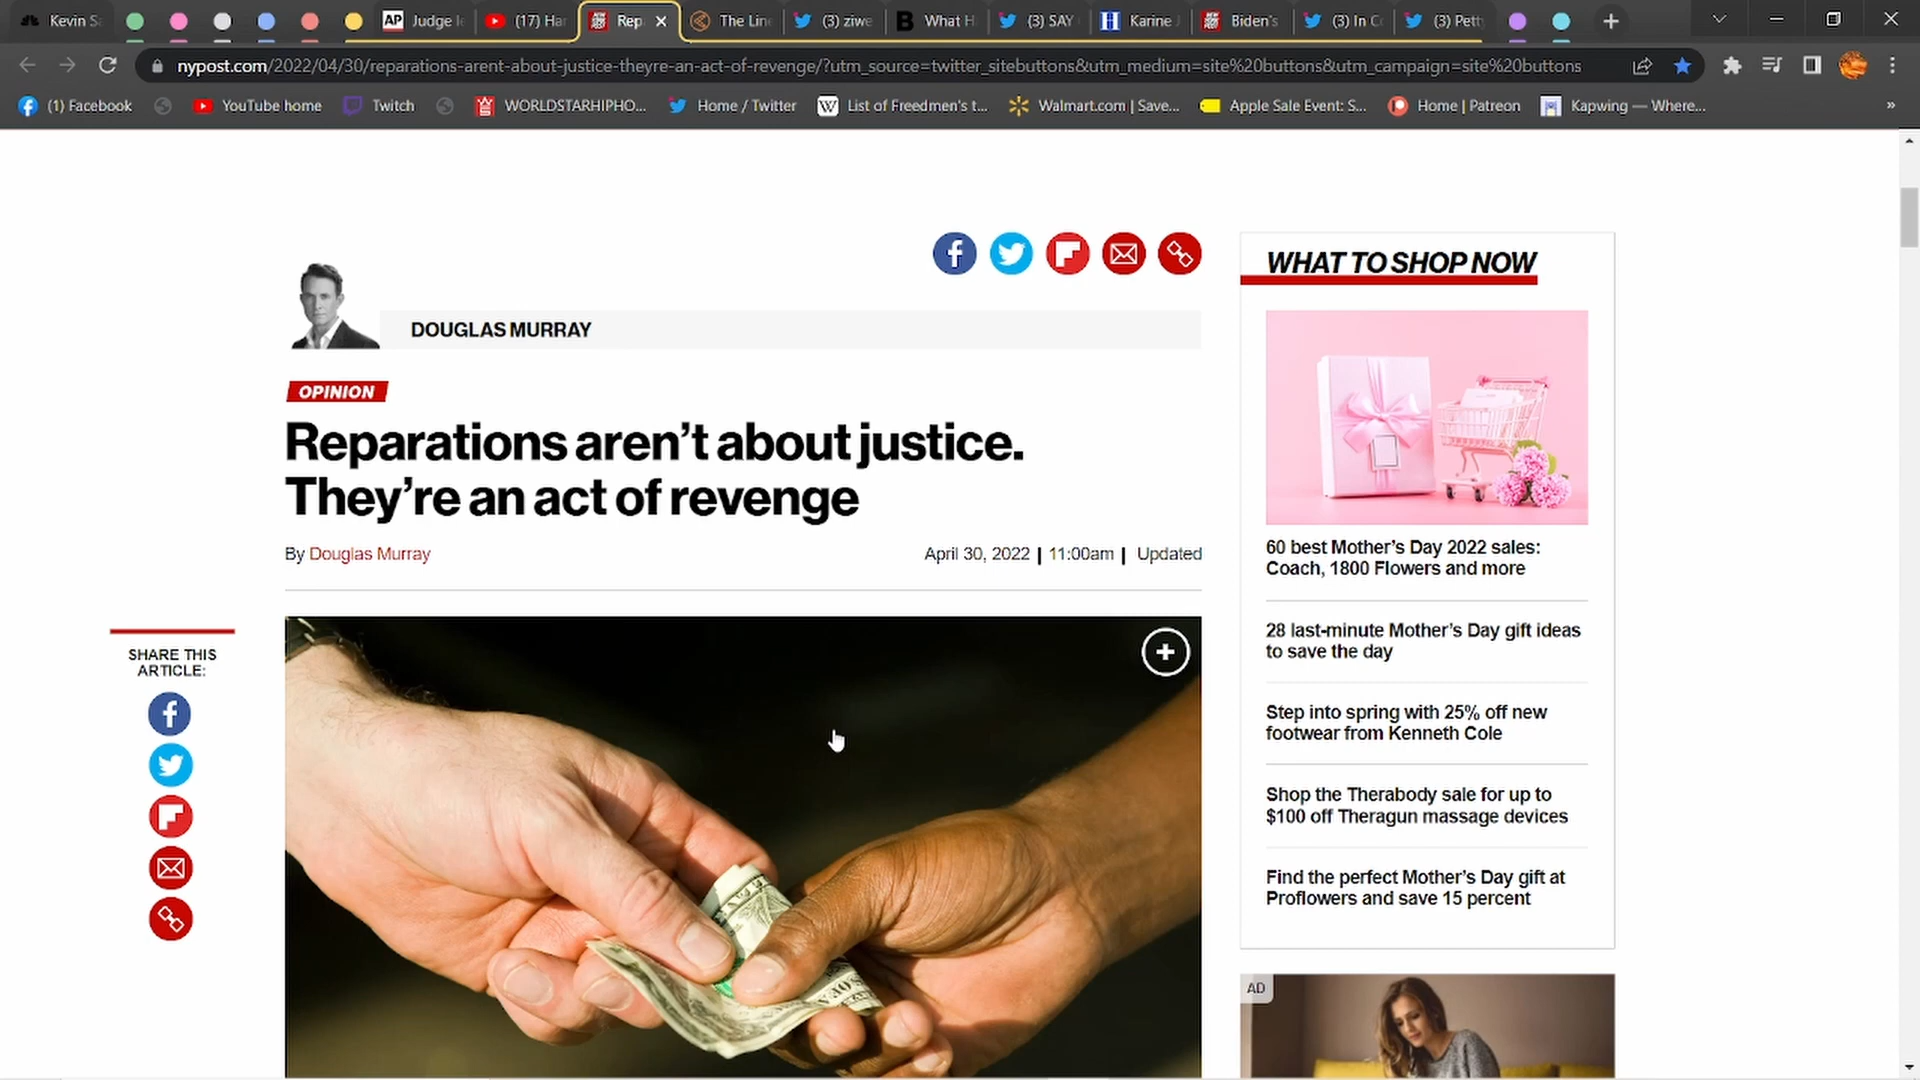 Kevin S
AP Judge l
(17) Ha
Rep
The Lin
(3) ziwe
B What H
(3) SAY
H Karine J
Biden's
(3) In C
(3) Pett
nypost.com/2022/04/30/reparations-arent-about-justice-theyre-an-act-of-revenge/?utm_source=twitter_sitebuttons&utm_medium=site%20buttons&utm_campaign=site%20buttons
(1) Facebook
YouTube home
Twitch
WORLDSTARHIPHO...
Home / Twitter
W List of Freedmen's t...
Walmart.com | Save...
Apple Sale Event: S...
Home | Patreon
Kapwing — Where...
»
DOUGLAS MURRAY
OPINION
Reparations aren't about justice.
They're an act of revenge
By Douglas Murray
April 30, 2022 | 11:00am | Updated
SHARE THIS
ARTICLE:
WHAT TO SHOP NOW
60 best Mother's Day 2022 sales:
Coach, 1800 Flowers and more
28 last-minute Mother's Day gift ideas
to save the day
Step into spring with 25% off new
footwear from Kenneth Cole
Shop the Therabody sale for up to
$100 off Theragun massage devices
Find the perfect Mother's Day gift at
Proflowers and save 15 percent
AD